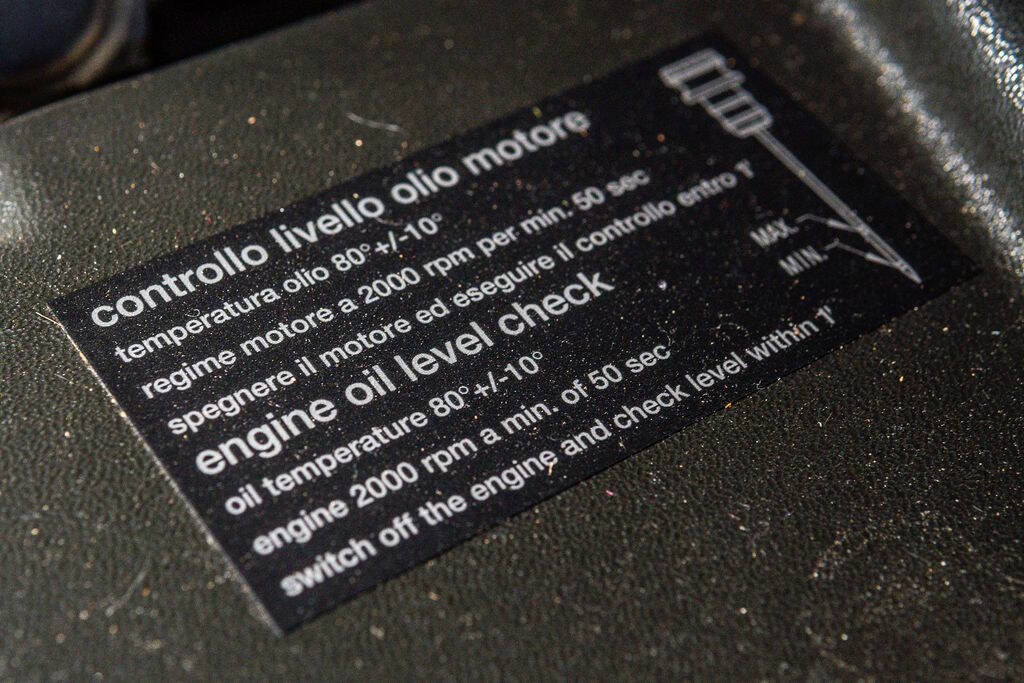 controllo livello olio motore
temperatura olio 80°+/-10°
regime motore a 2000 rpm per min. 50 sec
spegnere il motore ed eseguire il controllo entro 1'
engine oil level check
oil temperature 80°+/-10°
engine 2000 rpm a min. of 50 sec
switch off the engine and check level within 1'
MAX.
MIN.